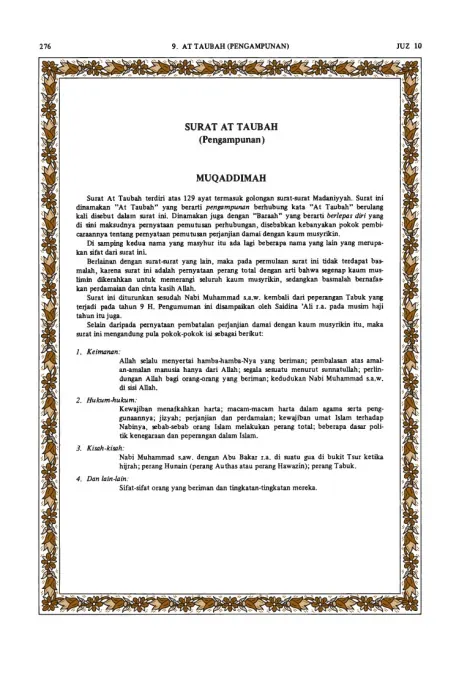 276 9. AT TAUBAH (PENGAMPUNAN) JUZ 10
SURAT AT TAUBAH
(Pengampunan)
MUQADDIMAH
Surat At Taubah terdiri atas 129 ayat termasuk golongan surat-surat Madaniyyah. Surat ini
dinamakan "At Taubah" yang berarti pengampunan berhubung kata "At Taubah" berulang
kali disebut dalam surat ini. Dinamakan juga dengan "Baraah" yang berarti berlepas diri yang
di sini maksudnya pernyataan pemutusan perhubungan, disebabkan kebanyakan pokok pembi-
caraannya tentang pernyataan pemutusan perjanjian damai dengan kaum musyrikin.
Di samping kedua nama yang masyhur itu ada lagi beberapa nama yang lain yang merupa-
kan sifat dari surat ini.
Berlainan dengan surat-surat yang lain, maka pada permulaan surat ini tidak terdapat bas-
malah, karena surat ini adalah pernyataan perang total dengan arti bahwa segenap kaum mus-
limin dikerahkan untuk memerangi seluruh kaum musyrikin, sedangkan basmalah bernafas-
kan perdamaian dan cinta kasih Allah.
Surat ini diturunkan sesudah Nabi Muhammad s.a.w. kembali dari peperangan Tabuk yang
terjadi pada tahun 9 H. Pengumuman ini disampaikan oleh Saidina 'Ali r.a. pada musim haji
tahun itu juga.
Selain daripada pernyataan pembatalan perjanjian damai dengan kaum musyrikin itu, maka
surat ini mengandung pula pokok-pokok isi sebagai berikut:
1. Keimanan:
Allah selalu menyertai hamba-hamba-Nya yang beriman; pembalasan atas amal-
an-amalan manusia hanya dari Allah; segala sesuatu menurut sunnatullah; perlin-
dungan Allah bagi orang-orang yang beriman; kedudukan Nabi Muhammad s.a.w.
di sisi Allah.
2. Hukum-hukum:
Kewajiban menafkahkan harta; macam-macam harta dalam agama serta peng-
gunaannya; jizyah; perjanjian dan perdamaian; kewajiban umat Islam terhadap
Nabinya, sebab-sebab orang Islam melakukan perang total; beberapa dasar poli-
tik kenegaraan dan peperangan dalam Islam.
3. Kisah-kisah:
Nabi Muhammad s.aw. dengan Abu Bakar r.a. di suatu gua di bukit Tsur ketika
hijrah; perang Hunain (perang Authas atau perang Hawazin); perang Tabuk.
4. Dan lain-lain:
Sifat-sifat orang yang beriman dan tingkatan-tingkatan mereka.